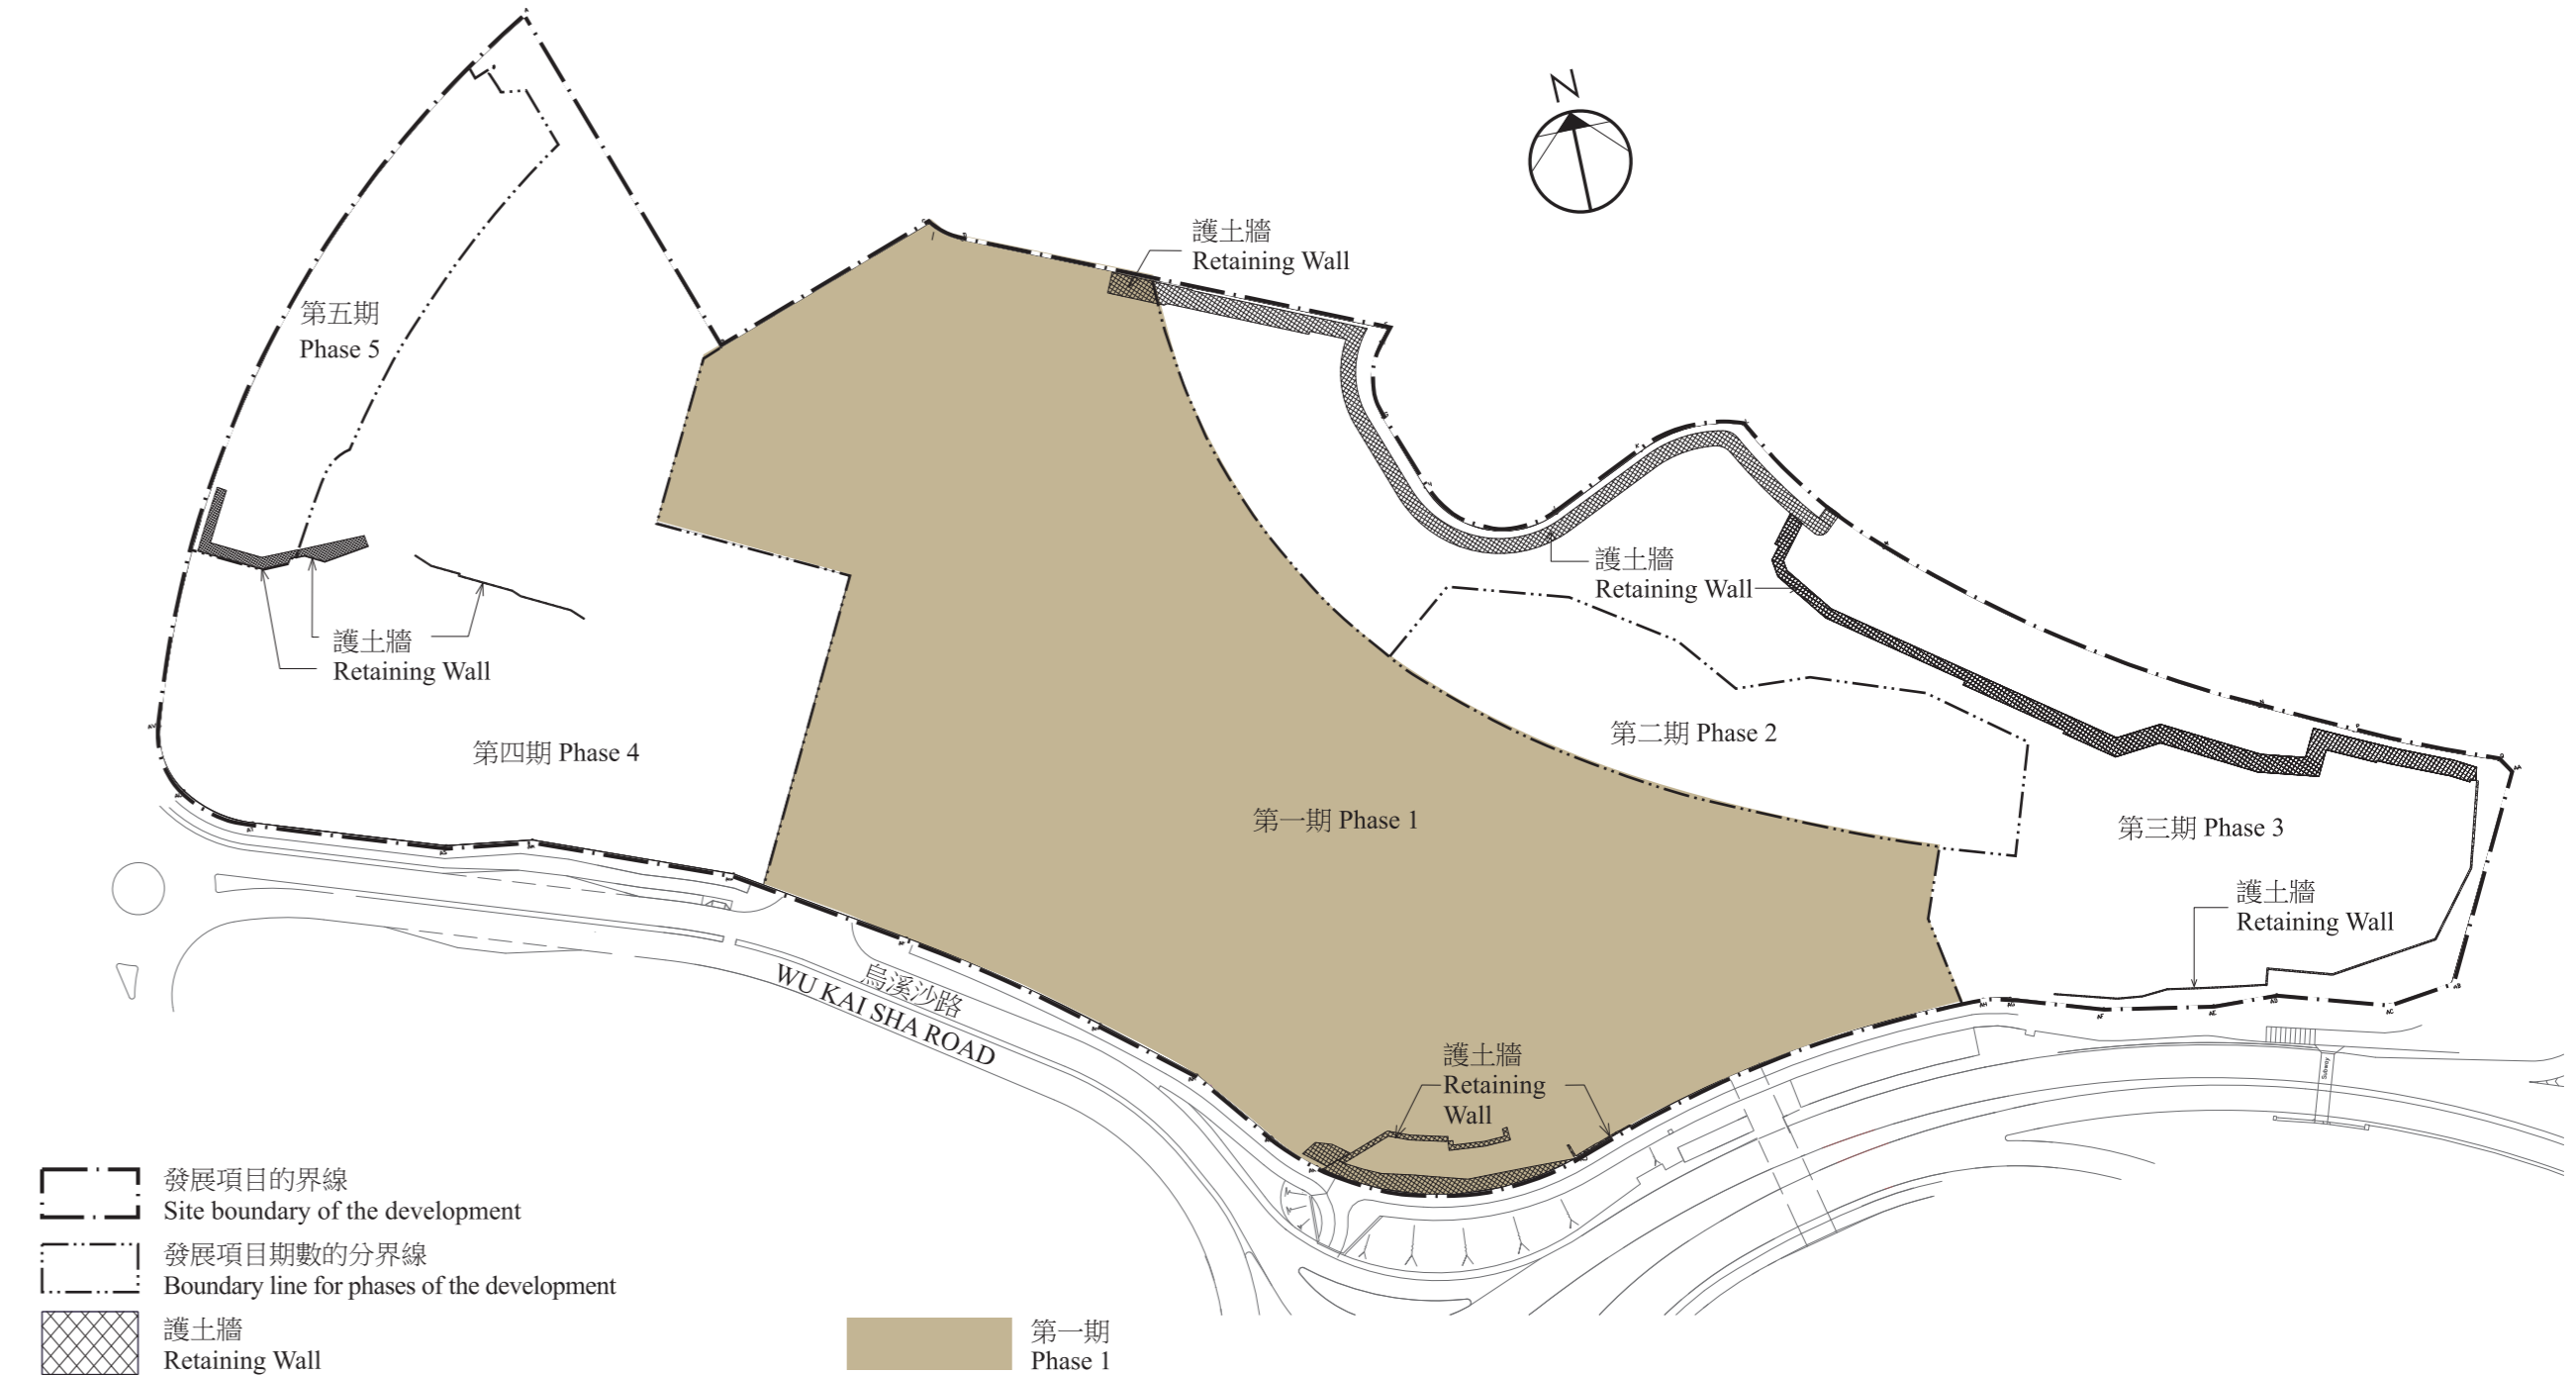 N
護土牆
Retaining Wall
第五期
Phase 5
護土牆
Retaining Wall
護土牆
Retaining Wall
第四期 Phase 4
第二期 Phase 2
第一期 Phase 1
第三期 Phase 3
護土牆
Retaining Wall
烏溪沙路
WU KAI SHA ROAD
護土牆
Retaining
Wall
Subway
發展項目的界線
Site boundary of the development
發展項目期數的分界線
Boundary line for phases of the development
護土牆
Retaining Wall
第一期
Phase 1